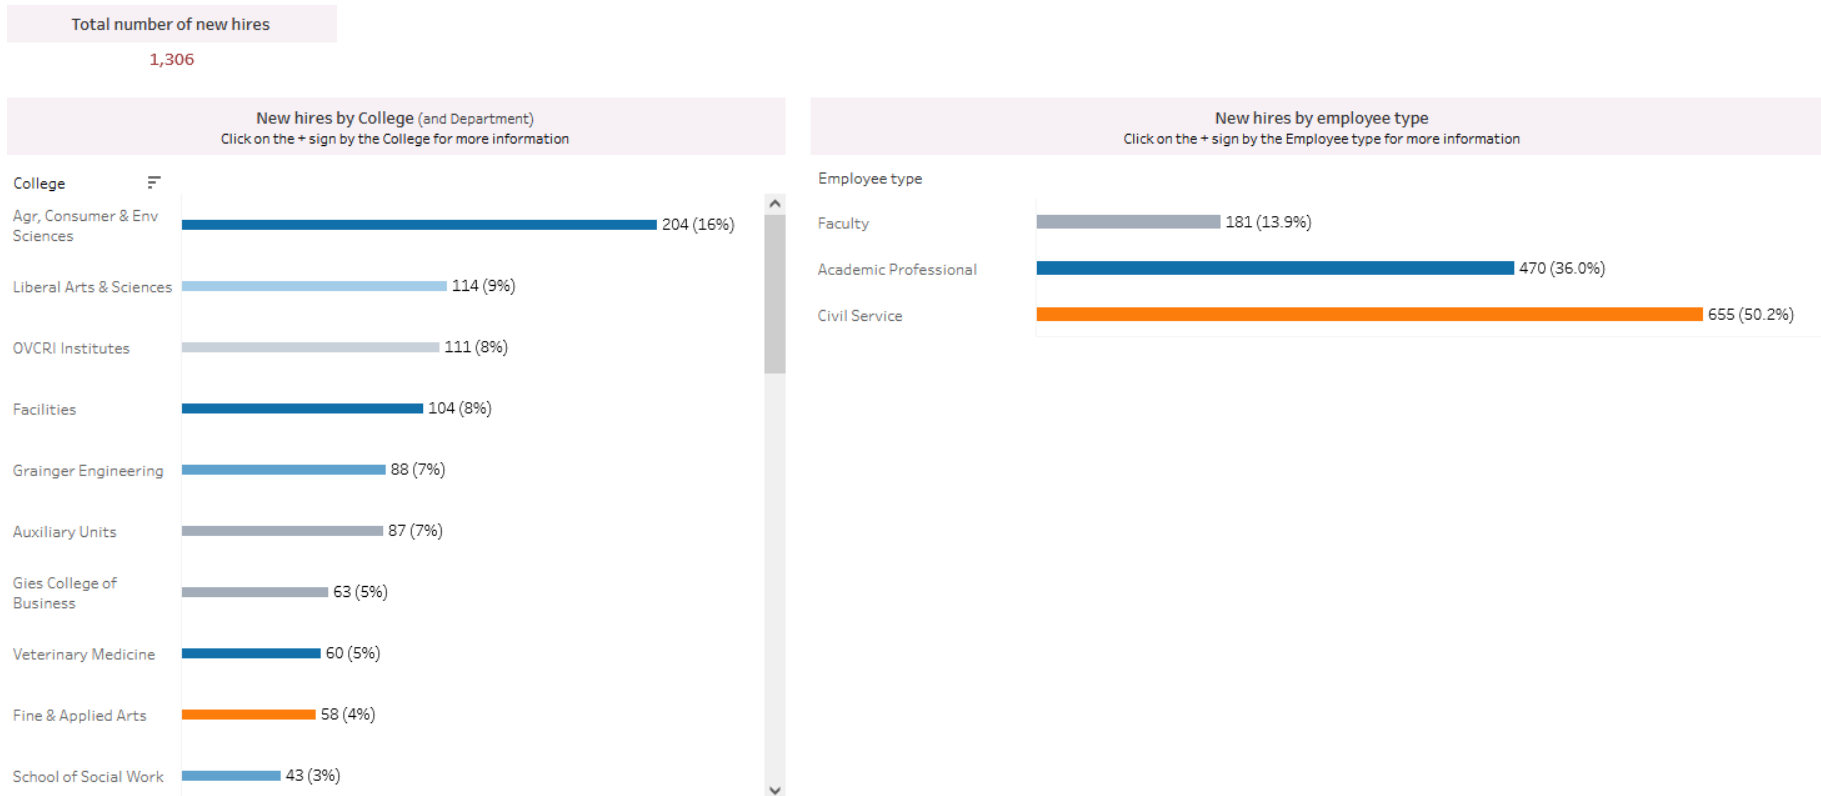 Total number of new hires
1,306
New hires by College (and Department)
Click on the + sign by the College for more information
College
Agr, Consumer & Env
Sciences
204 (16%)
Liberal Arts & Sciences
114 (9%)
OVCRI Institutes
111 (8%)
Facilities
104 (8%)
Grainger Engineering
88 (7%)
Auxiliary Units
87 (7%)
Gies College of
Business
63 (5%)
Veterinary Medicine
60 (5%)
Fine & Applied Arts
58 (4%)
School of Social Work
43 (3%)
New hires by employee type
Click on the + sign by the Employee type for more information
Employee type
Faculty
181 (13.9%)
Academic Professional
470 (36.0%)
Civil Service
655 (50.2%)